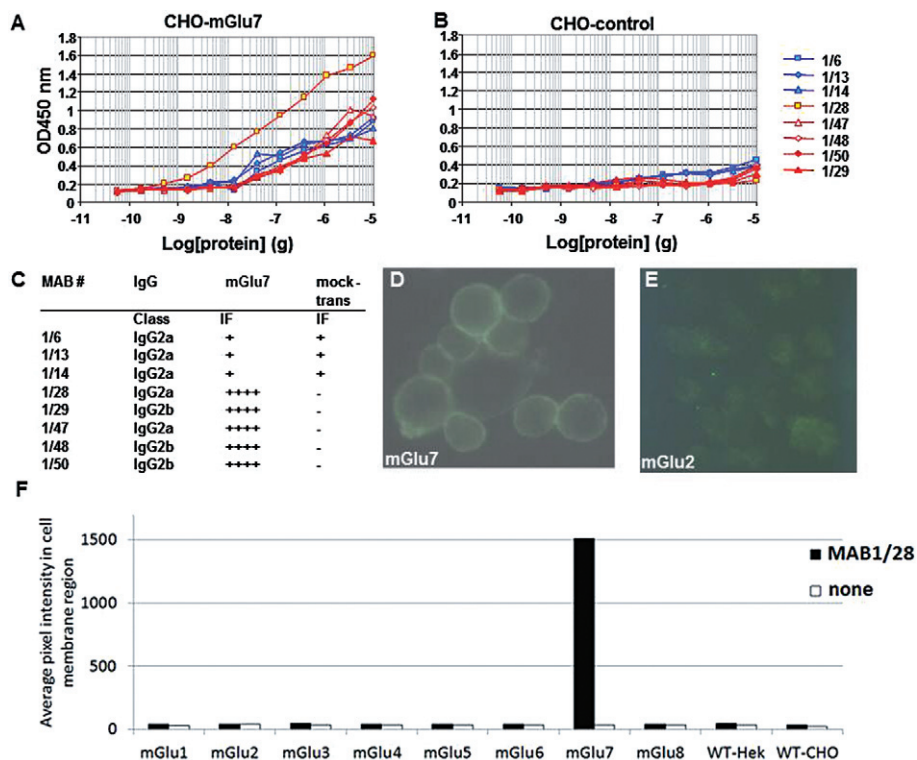 A
CHO-mGlu7
OD450 nm
1.8
1.6
1.4
1.2
1
0.8
0.6
0.4
0.2
0
-11 -10 -9 -8 -7 -6 -5
Log[protein] (g)
B
CHO-control
1.8
1.6
1.4
1.2
1
0.8
0.6
0.4
0.2
0
-11 -10 -9 -8 -7 -6 -5
Log[protein] (g)
1/6
1/13
1/14
1/28
1/47
1/48
1/50
1/29
C
MAB # IgG mGlu7 mock-
trans
Class IF IF
1/6 IgG2a + +
1/13 IgG2a + +
1/14 IgG2a + +
1/28 IgG2a ++++ -
1/29 IgG2b ++++ -
1/47 IgG2a ++++ -
1/48 IgG2b ++++ -
1/50 IgG2b ++++ -
D
mGlu7
E
mGlu2
F
Average pixel intensity in cell
membrane region
1500
1000
500
0
mGlu1 mGlu2 mGlu3 mGlu4 mGlu5 mGlu6 mGlu7 mGlu8 WT-Hek WT-CHO
MAB1/28
none